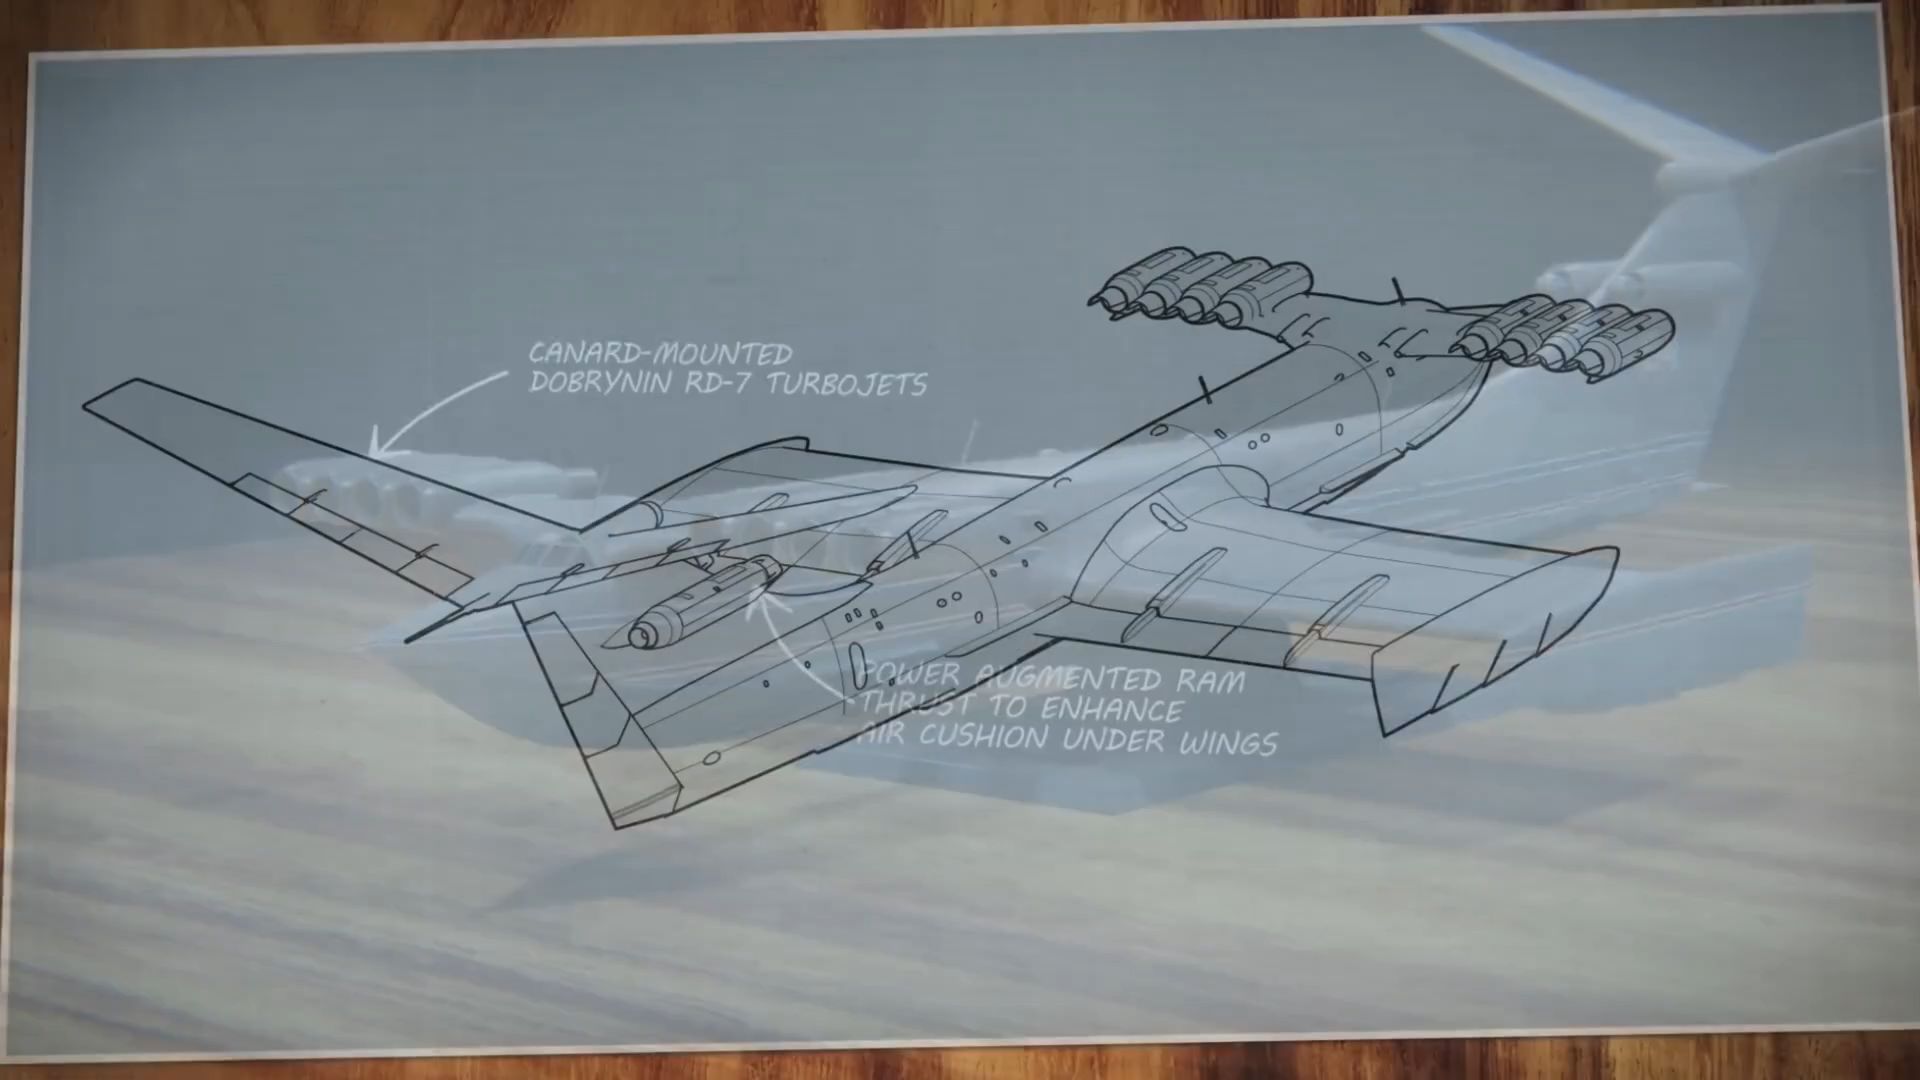 CANARD-MOUNTED
DOBRYNIN RD-7 TURBOJETS
POWER AUGMENTED RAM
THRUST TO ENHANCE
AIR CUSHION UNDER WINGS